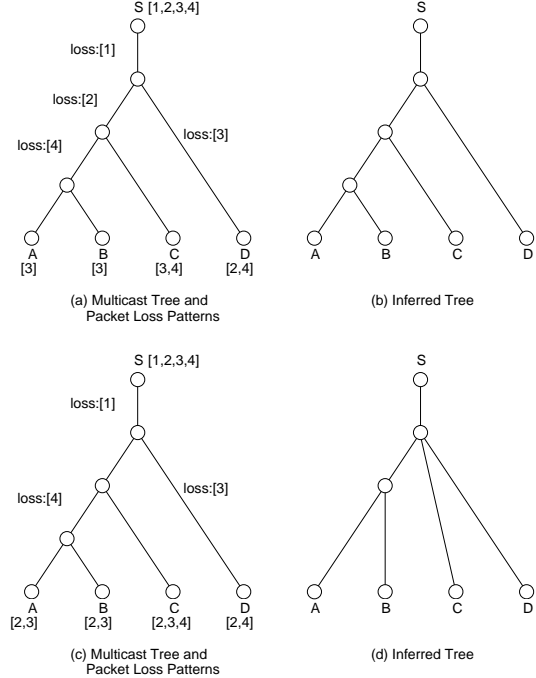 S [1,2,3,4]
loss:[1]
loss:[2]
loss:[4]
loss:[3]
A
B
C
D
[3]
[3]
[3,4]
[2,4]
(a) Multicast Tree and
Packet Loss Patterns
S
A
B
C
D
(b) Inferred Tree
S [1,2,3,4]
loss:[1]
loss:[4]
loss:[3]
A
B
C
D
[2,3]
[2,3]
[2,3,4]
[2,4]
(c) Multicast Tree and
Packet Loss Patterns
S
A
B
C
D
(d) Inferred Tree